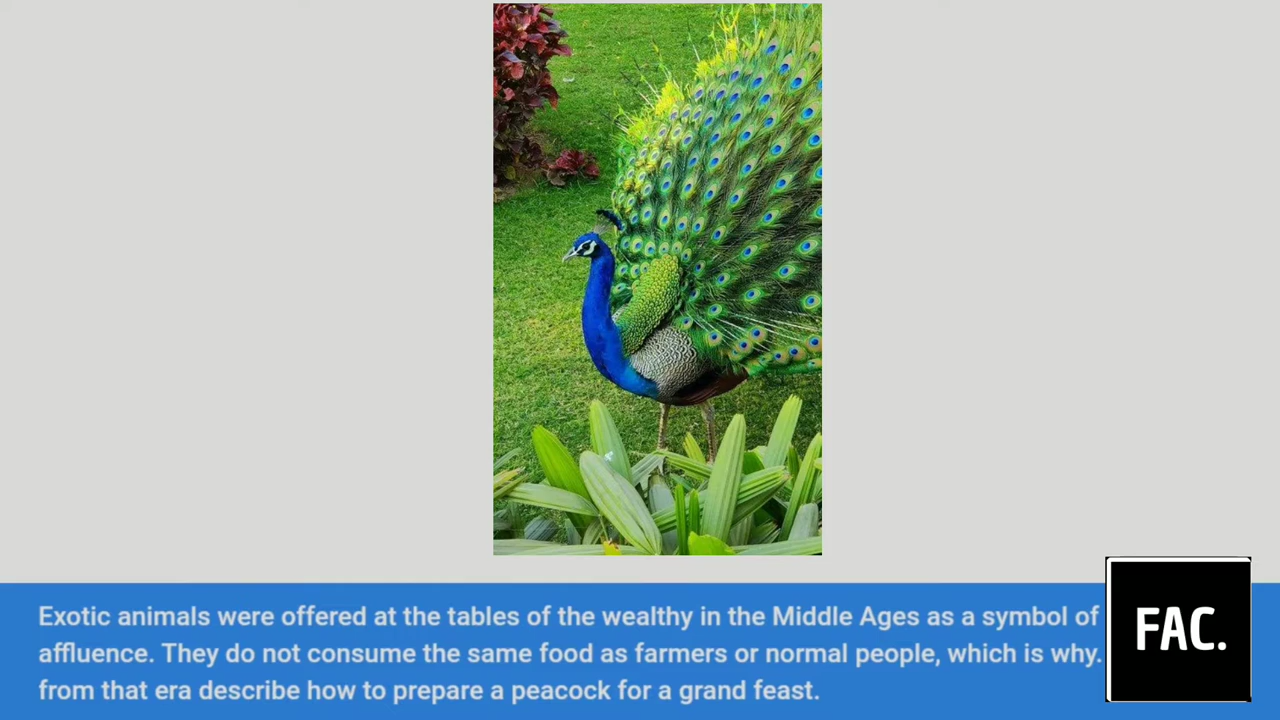 Exotic animals were offered at the tables of the wealthy in the Middle Ages as a symbol of
affluence. They do not consume the same food as farmers or normal people, which is why.
from that era describe how to prepare a peacock for a grand feast.
FAC.